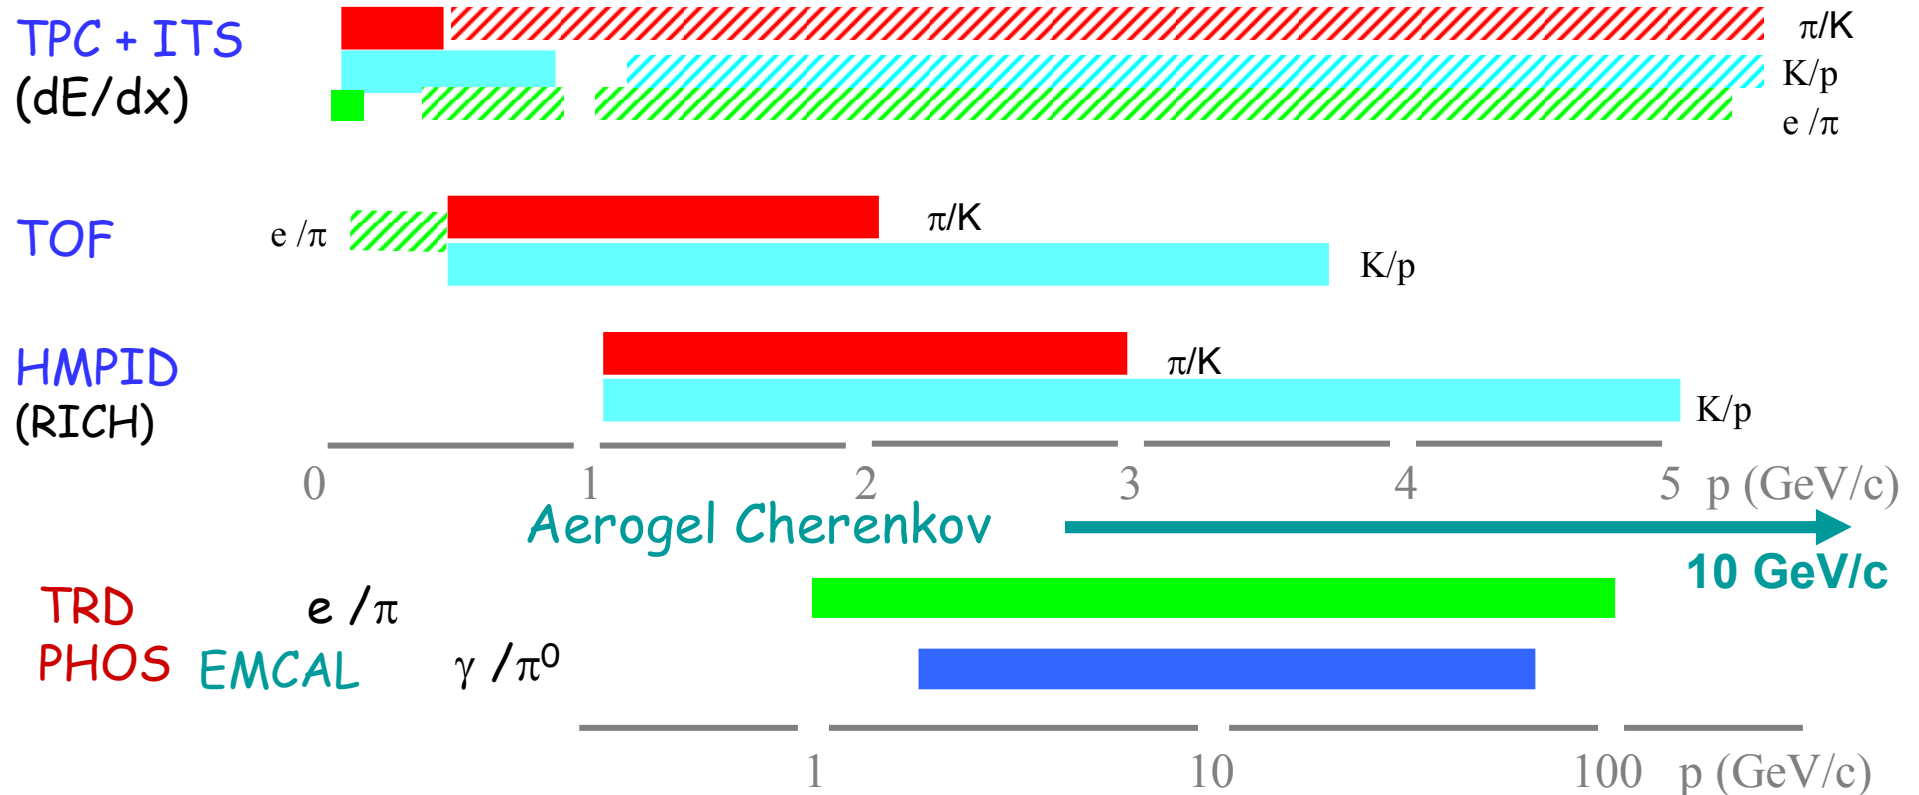 TPC + ITS
(dE/dx)
π/K
K/p
e /π
TOF
e /π
π/K
K/p
HMPID
(RICH)
π/K
K/p
0 1 2 3 4 5 p (GeV/c)
Aerogel Cherenkov
10 GeV/c
TRD e /π
PHOS EMCAL γ /π⁰
1 10 100 p (GeV/c)